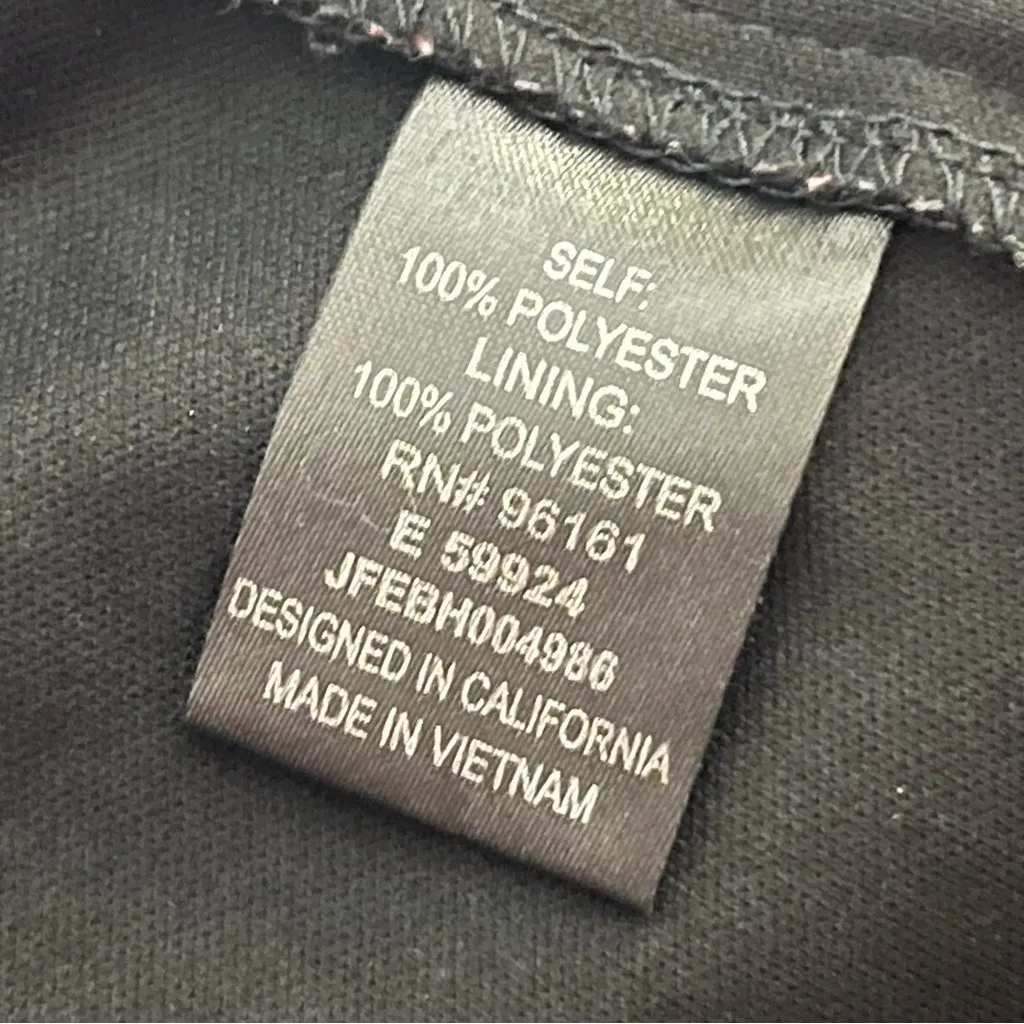 SELF:
100% POLYESTER
LINING:
100% POLYESTER
RN# 96161
E 59924
JFEBH004986
DESIGNED IN CALIFORNIA
MADE IN VIETNAM